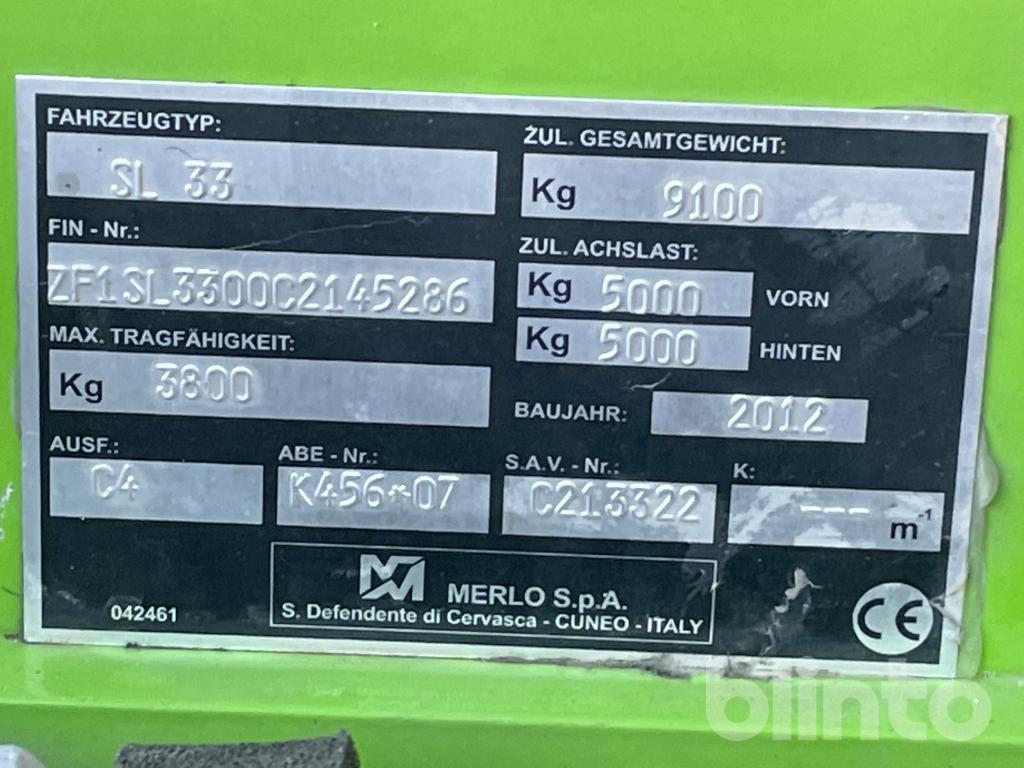 FAHRZEUGTYP:
SL 33
FIN - Nr.:
ZF1SL3300C2145286
MAX. TRAGFÄHIGKEIT:
Kg 3800
ZUL. GESAMTGEWICHT:
Kg 9100
ZUL. ACHSLAST:
Kg 5000 VORN
Kg 5000 HINTEN
BAUJAHR: 2012
AUSF.:
C4
ABE - Nr.:
K456*07
S.A.V. - Nr.:
C213322
K:
--- m-1
042461
MERLO S.p.A.
S. Defendente di Cervasca - CUNEO - ITALY
CE
blinto